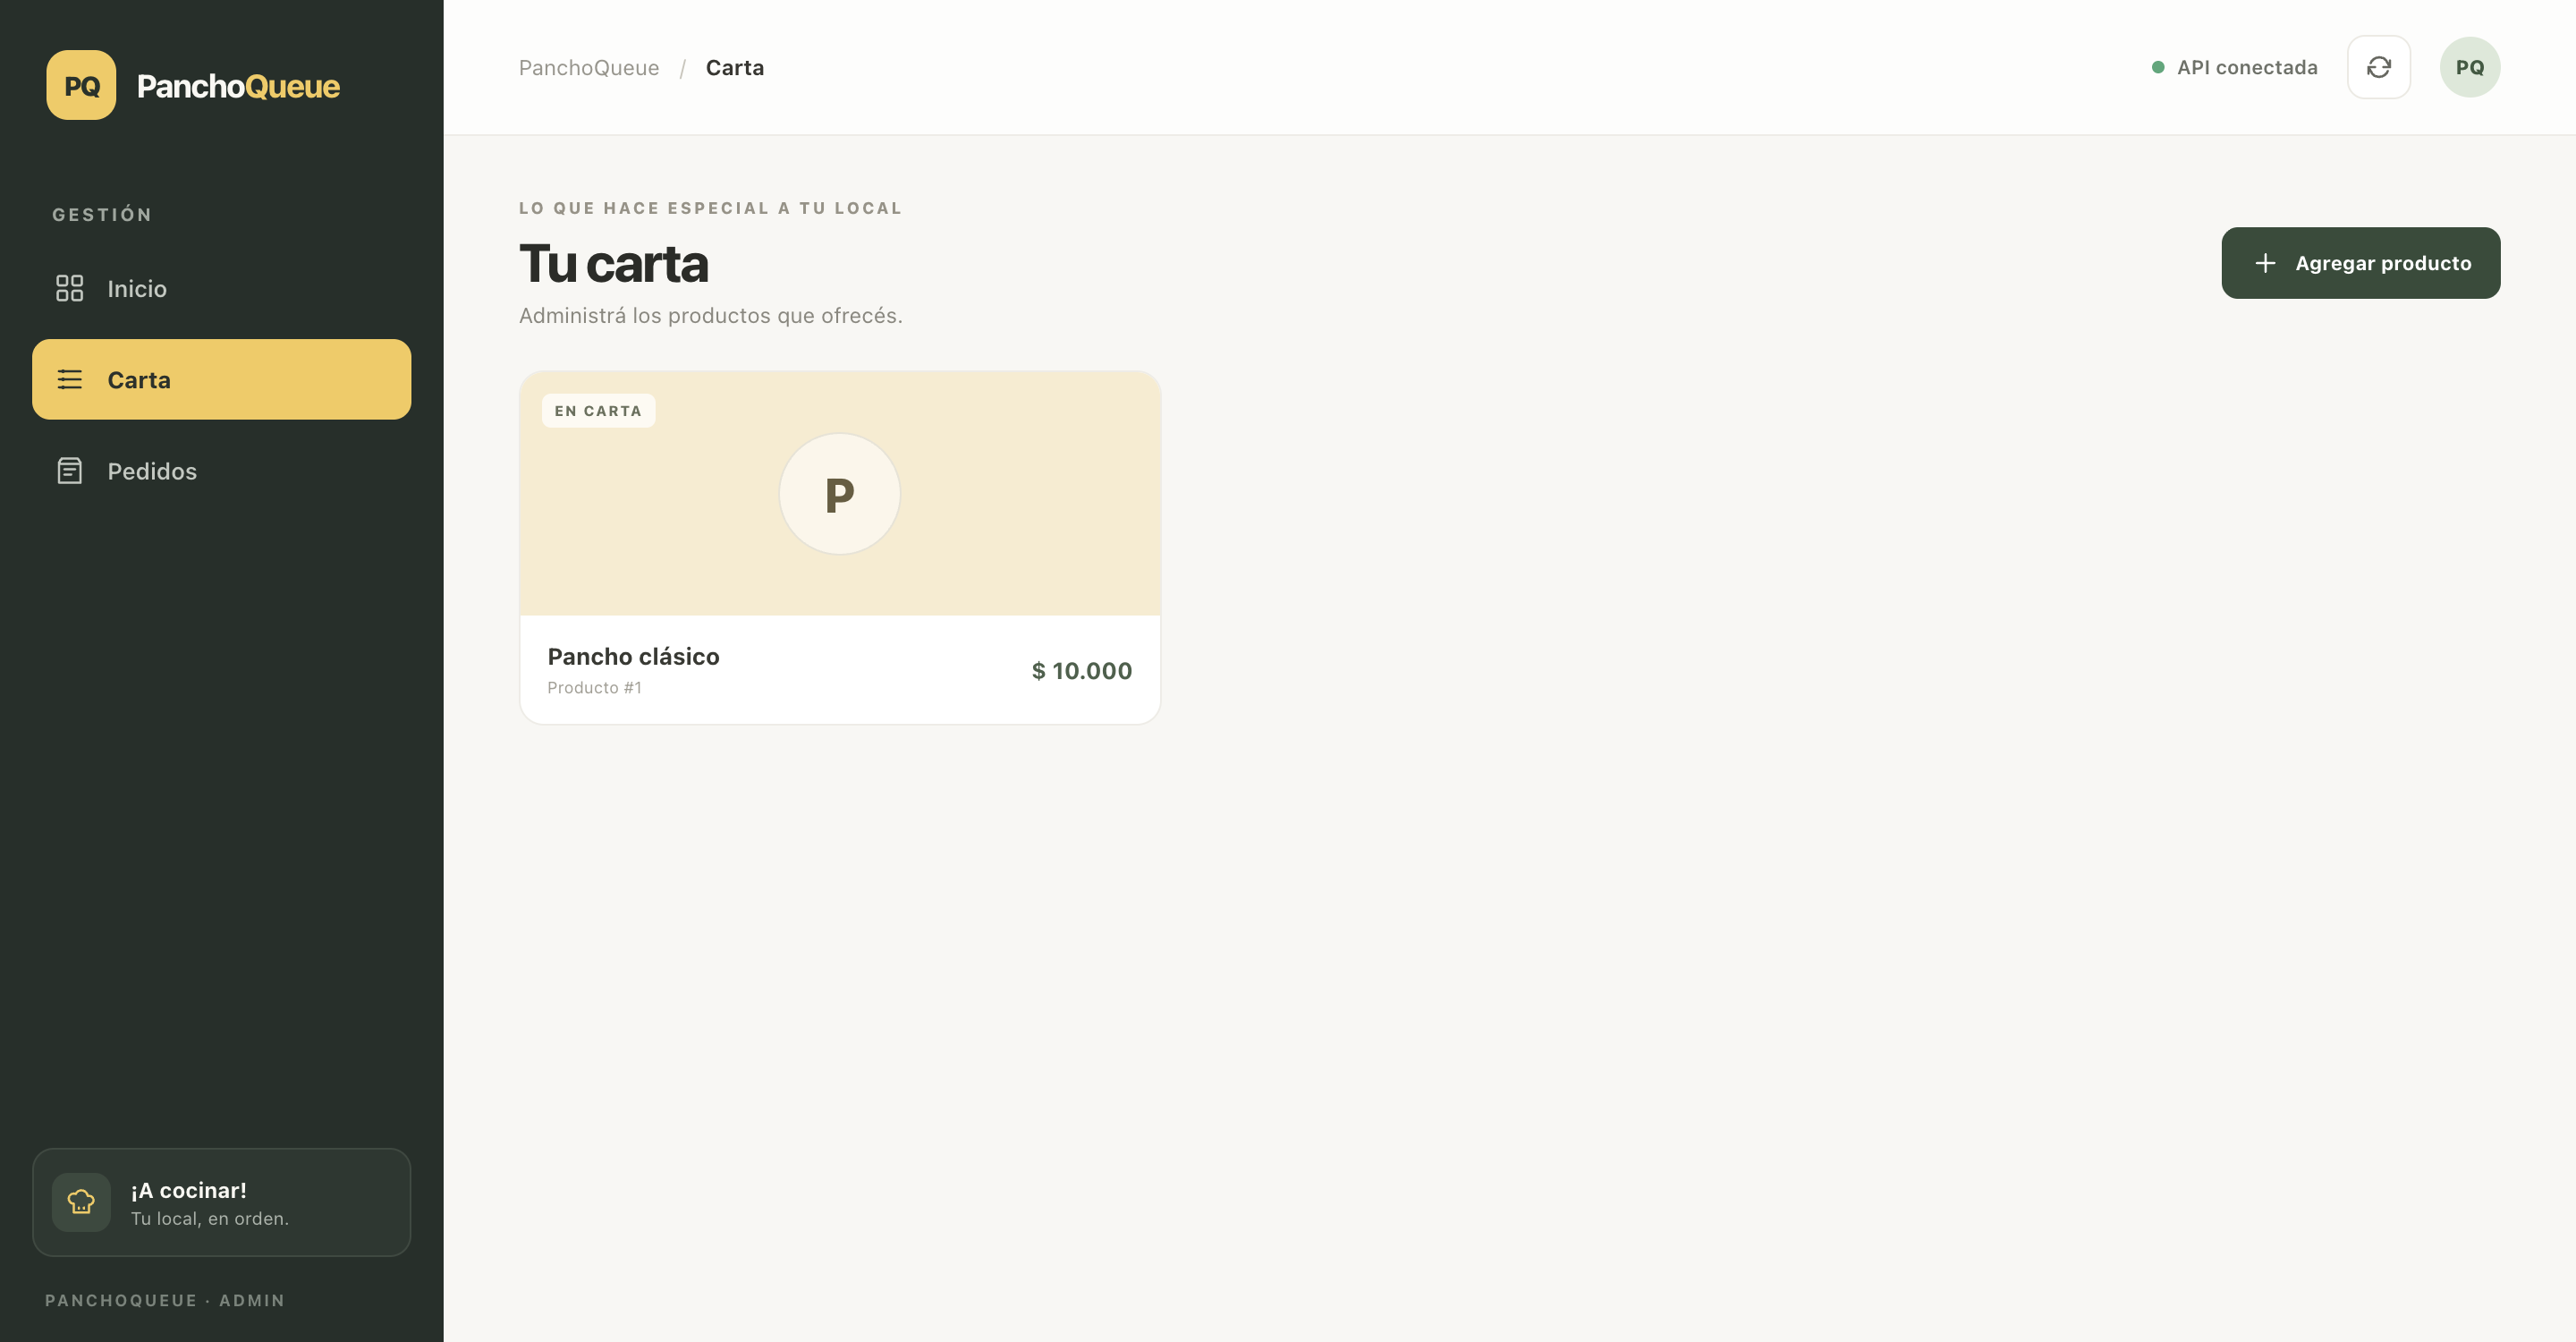 PQ
PanchoQueue
GESTIÓN
Inicio
Carta
Pedidos
¡A cocinar!
Tu local, en orden.
PANCHOQUEUE · ADMIN
PanchoQueue / Carta
API conectada
PQ
LO QUE HACE ESPECIAL A TU LOCAL
Tu carta
Administrá los productos que ofrecés.
+ Agregar producto
EN CARTA
P
Pancho clásico
Producto #1
$ 10.000